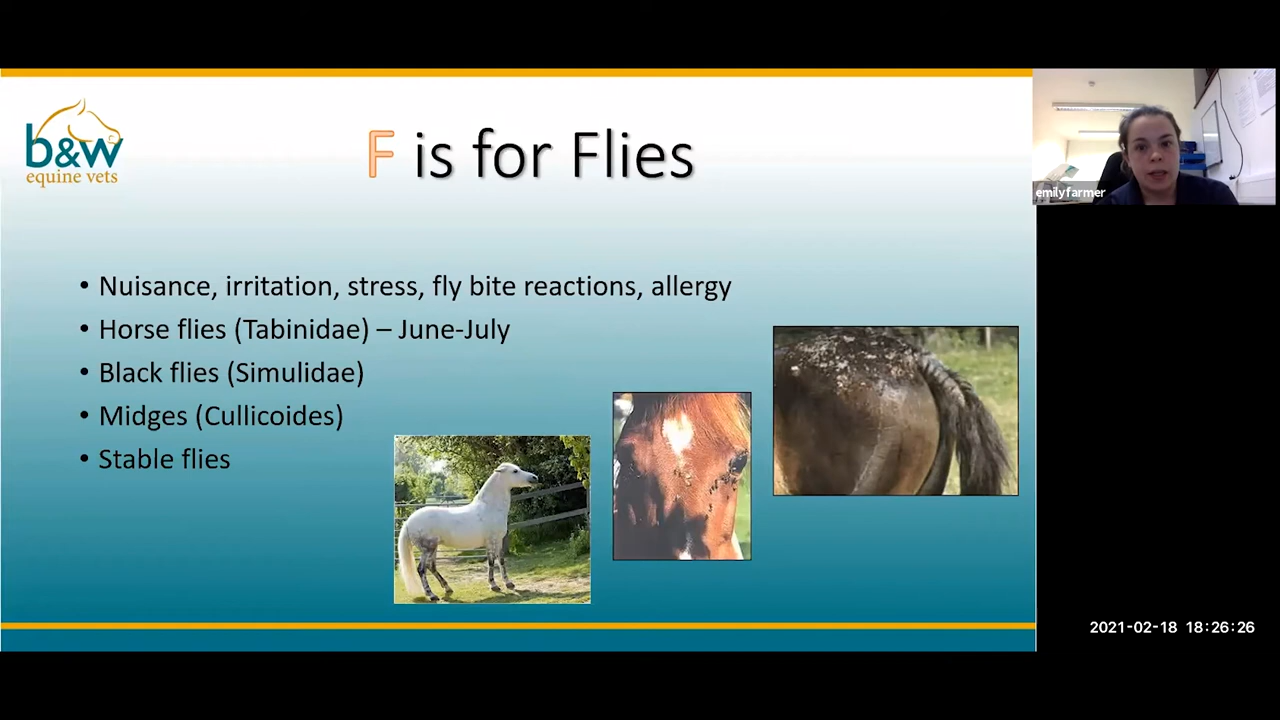 b&w
equine vets
F is for Flies
• Nuisance, irritation, stress, fly bite reactions, allergy
• Horse flies (Tabinidae) – June-July
• Black flies (Simulidae)
• Midges (Cullicoides)
• Stable flies
emilyfarmer
2021-02-18 18:26:26